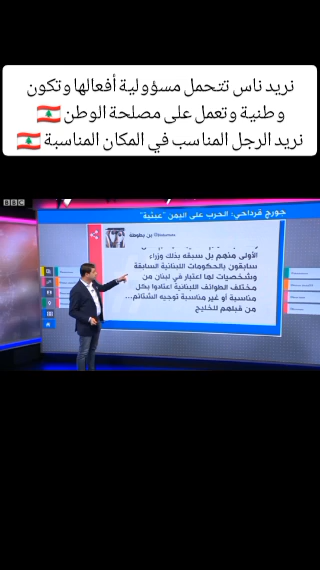 نريد ناس تتحمل مسؤولية أفعالها وتكون
وطنية وتعمل على مصلحة الوطن 🇱🇧
نريد الرجل المناسب في المكان المناسبة 🇱🇧
BBC
جورج قرداحي: الحرب على اليمن "عبثية"
بن بطوطة
الأولى منهم بل سبقه بذلك وزراء
سابقون بالحكومات اللبنانية السابقة
وشخصيات لها اعتبار في لبنان من
مختلف الطوائف اللبنانية اعتادوا بكل
مناسبة أو غير مناسبة توجيه الشتائم...
من قبلهم للخليج